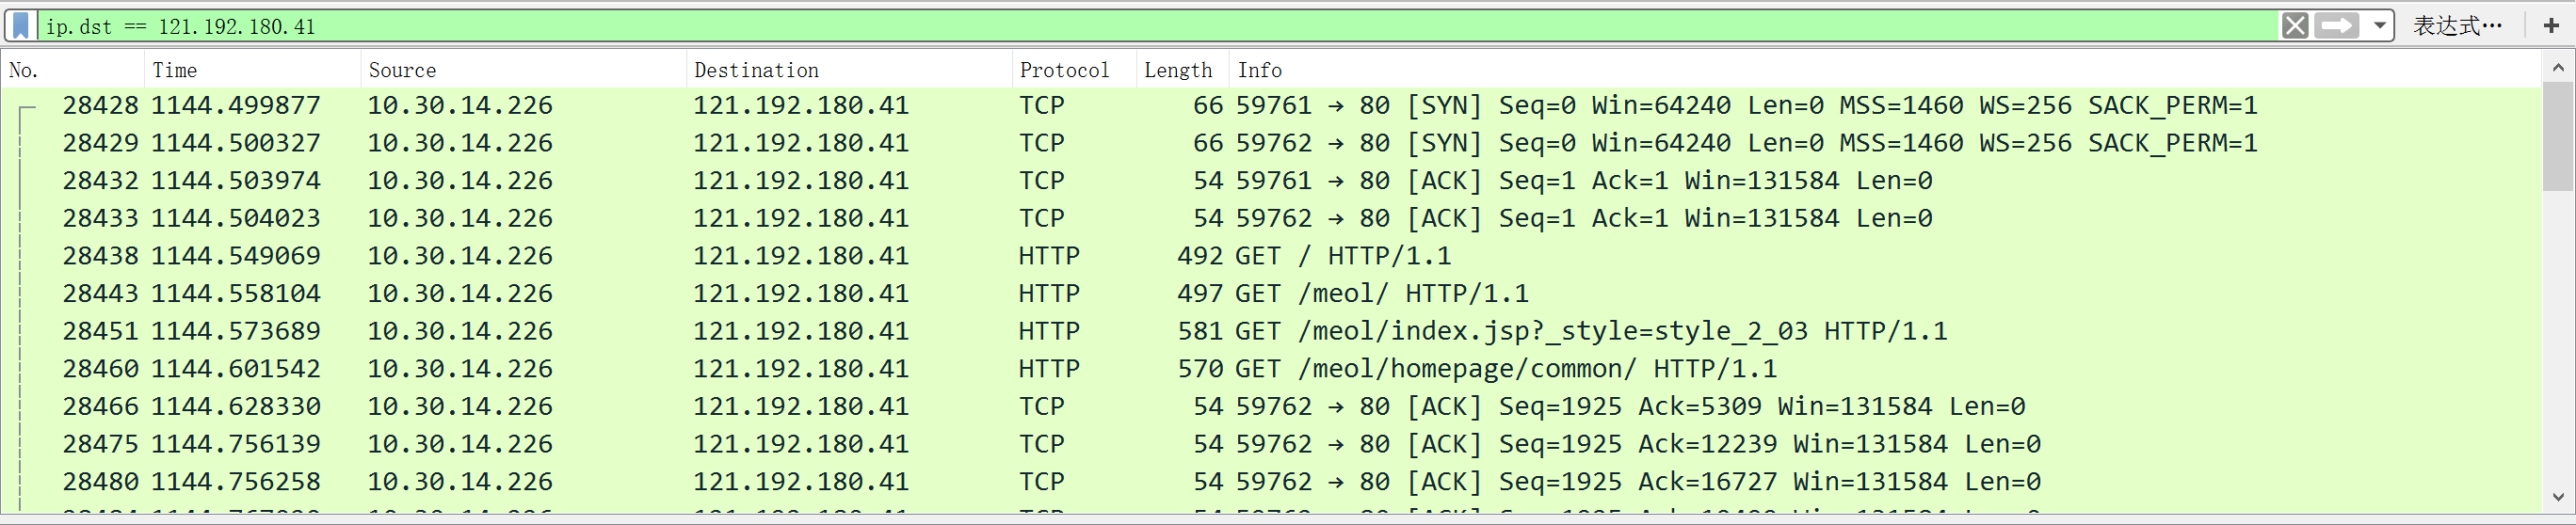 ip.dst == 121.192.180.41 表达式… +
No. Time Source Destination Protocol Length Info
28428 1144.499877 10.30.14.226 121.192.180.41 TCP 66 59761 → 80 [SYN] Seq=0 Win=64240 Len=0 MSS=1460 WS=256 SACK_PERM=1
28429 1144.500327 10.30.14.226 121.192.180.41 TCP 66 59762 → 80 [SYN] Seq=0 Win=64240 Len=0 MSS=1460 WS=256 SACK_PERM=1
28432 1144.503974 10.30.14.226 121.192.180.41 TCP 54 59761 → 80 [ACK] Seq=1 Ack=1 Win=131584 Len=0
28433 1144.504023 10.30.14.226 121.192.180.41 TCP 54 59762 → 80 [ACK] Seq=1 Ack=1 Win=131584 Len=0
28438 1144.549069 10.30.14.226 121.192.180.41 HTTP 492 GET / HTTP/1.1
28443 1144.558104 10.30.14.226 121.192.180.41 HTTP 497 GET /meol/ HTTP/1.1
28451 1144.573689 10.30.14.226 121.192.180.41 HTTP 581 GET /meol/index.jsp?_style=style_2_03 HTTP/1.1
28460 1144.601542 10.30.14.226 121.192.180.41 HTTP 570 GET /meol/homepage/common/ HTTP/1.1
28466 1144.628330 10.30.14.226 121.192.180.41 TCP 54 59762 → 80 [ACK] Seq=1925 Ack=5309 Win=131584 Len=0
28475 1144.756139 10.30.14.226 121.192.180.41 TCP 54 59762 → 80 [ACK] Seq=1925 Ack=12239 Win=131584 Len=0
28480 1144.756258 10.30.14.226 121.192.180.41 TCP 54 59762 → 80 [ACK] Seq=1925 Ack=16727 Win=131584 Len=0